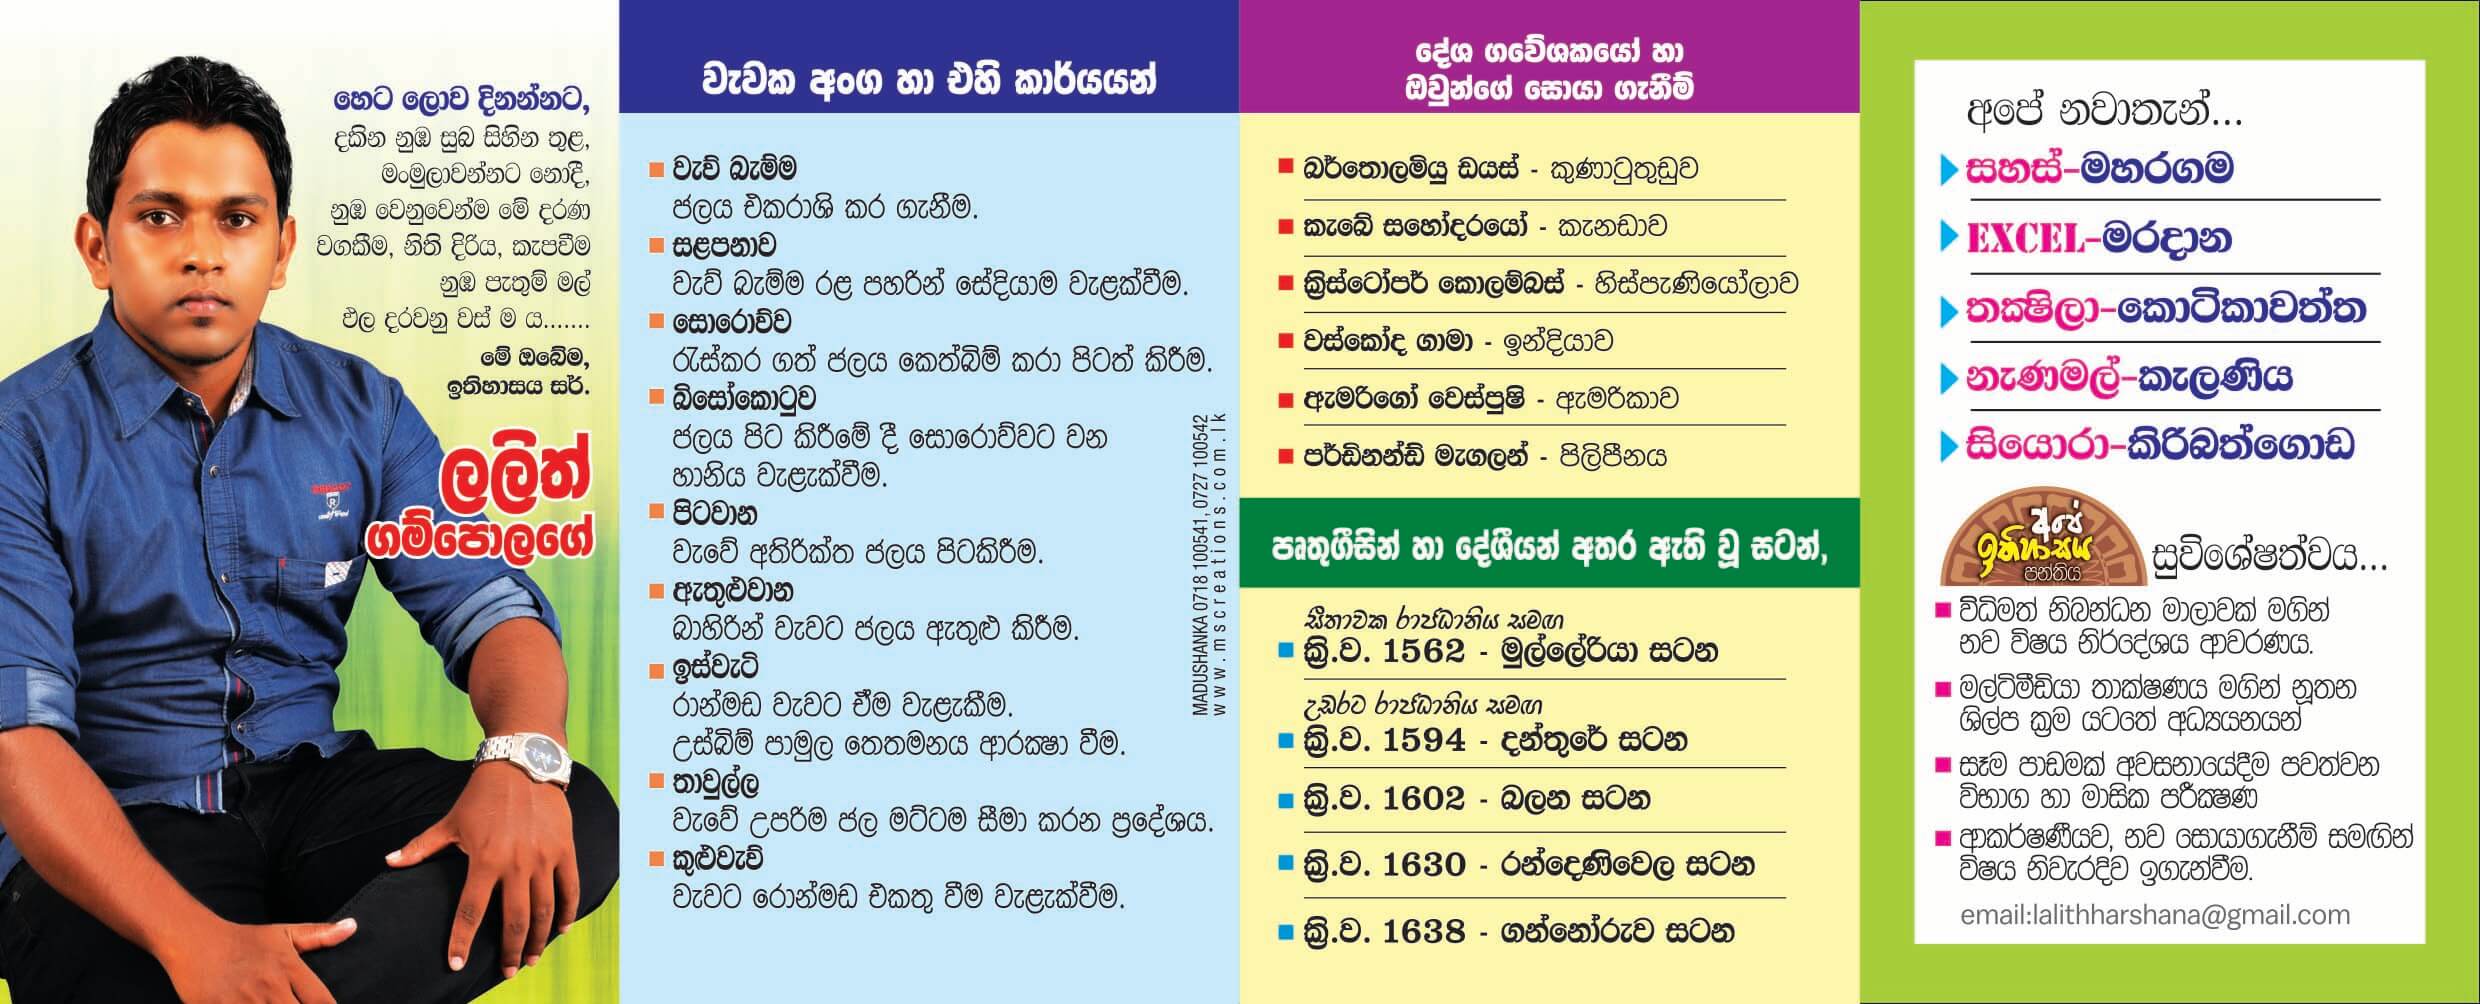 හෙට ලොව දිනන්නට,
දකින නුඹ සුබ සිහින තුළ,
මංමුලාවන්නට නොදී,
නුඹ වෙනුවෙන්ම මේ දරණ
වගකීම, නිති දිරිය, කැපවීම
නුඹ පැතුම් මල්
ඵල දරවනු වස් ම ය.......
මේ ඔබේම,
ඉතිහාසය සර්.
ලලිත්
ගම්පොලගේ
වැවක අංග හා එහි කාර්යයන්
වැව් බැම්ම
ජලය එකරාශි කර ගැනීම.
සළපනාව
වැව් බැම්ම රළ පහරින් සේදියාම වැළක්වීම.
සොරොව්ව
රැස්කර ගත් ජලය කෙත්බිම් කරා පිටත් කිරීම.
බිසෝකොටුව
ජලය පිට කිරීමේ දී සොරොව්වට වන
හානිය වැළැක්වීම.
පිටවාන
වැවේ අතිරික්ත ජලය පිටකිරීම.
ඇතුළුවාන
බාහිරින් වැවට ජලය ඇතුළු කිරීම.
ඉස්වැටි
රාන්මඩ වැවට ඒම වැළැකීම.
උස්බිම් පාමුල තෙතමනය ආරක්‍ෂා වීම.
තාවුල්ල
වැවේ උපරිම ජල මට්ටම සීමා කරන ප්‍රදේශය.
කුළුවැව්
වැවට රොන්මඩ එකතු වීම වැළැක්වීම.
MADUSHANKA 0718 100541, 0727 100542
www.mscreations.com.lk
දේශ ගවේශකයෝ හා
ඔවුන්ගේ සොයා ගැනීම්
බර්තොලමියු ඩයස් - කුණාටුතුඩුව
කැබේ සහෝදරයෝ - කැනඩාව
ක්‍රිස්ටෝපර් කොලම්බස් - හිස්පැණියෝලාව
වස්කෝද ගාමා - ඉන්දියාව
ඇමරිගෝ වෙස්පුෂි - ඇමරිකාව
පර්ඩිනන්ඩ් මැගලන් - පිලිපීනය
පෘතුගීසින් හා දේශීයන් අතර ඇති වූ සටන්,
සීතාවක රාජධානිය සමඟ
ක්‍රි.ව. 1562 - මුල්ලේරියා සටන
උඩරට රාජධානිය සමඟ
ක්‍රි.ව. 1594 - දන්තුරේ සටන
ක්‍රි.ව. 1602 - බලන සටන
ක්‍රි.ව. 1630 - රන්දෙණිවෙල සටන
ක්‍රි.ව. 1638 - ගන්නෝරුව සටන
අපේ නවාතැන්...
සහස්-මහරගම
EXCEL-මරදාන
තක්‍ෂිලා-කොටිකාවත්ත
නැණමල්-කැලණිය
සියොරා-කිරිබත්ගොඩ
අපේ
ඉතිහාසය
පන්තිය
සුවිශේෂත්වය...
විධිමත් නිබන්ධන මාලාවක් මගින්
නව විෂය නිර්දේශය ආවරණය.
මල්ටිමීඩියා තාක්ෂණය මගින් නූතන
ශිල්ප ක්‍රම යටතේ අධ්‍යයනයන්
සෑම පාඩමක් අවසනායේදීම පවත්වන
විභාග හා මාසික පරීක්‍ෂණ
ආකර්ෂණීයව, නව සොයාගැනීම් සමඟින්
විෂය නිවැරදිව ඉගැන්වීම.
email:lalithharshana@gmail.com